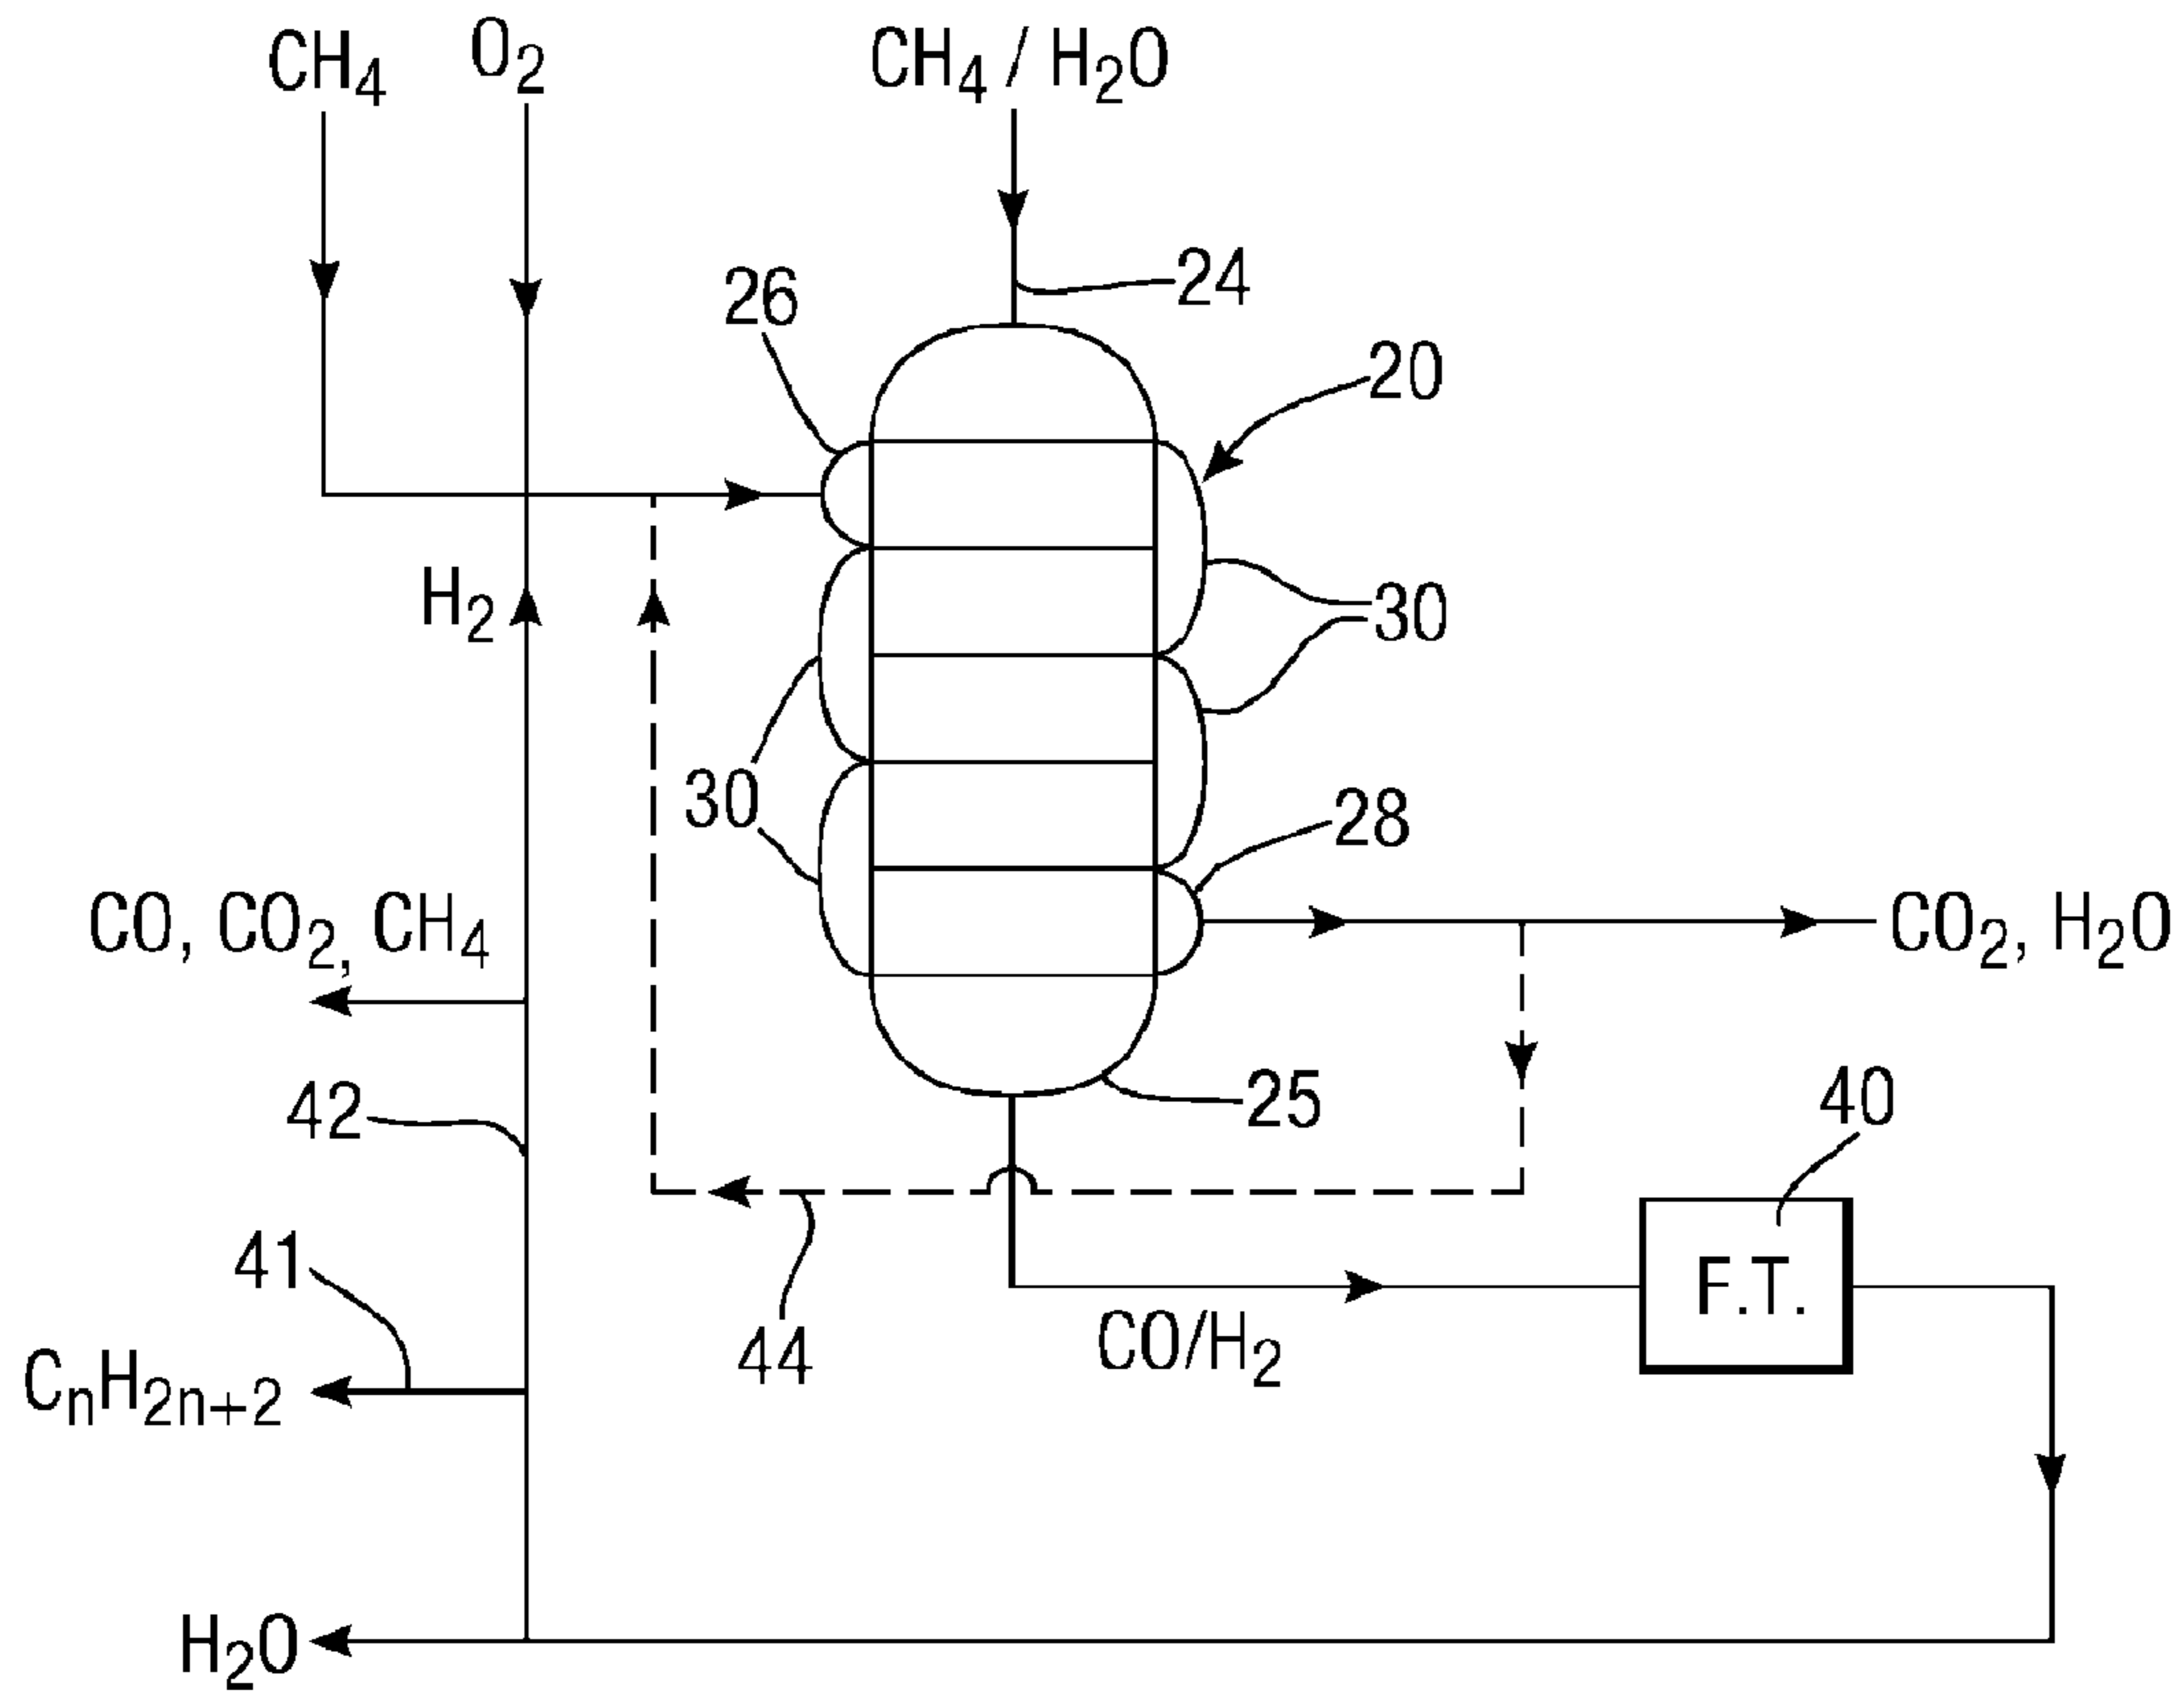 CH₄
O₂
CH₄ / H₂O
24
26
20
H₂
30
30
28
CO, CO₂, CH₄
CO₂, H₂O
42
25
40
41
F.T.
44
CO/H₂
CₙH₂ₙ₊₂
H₂O